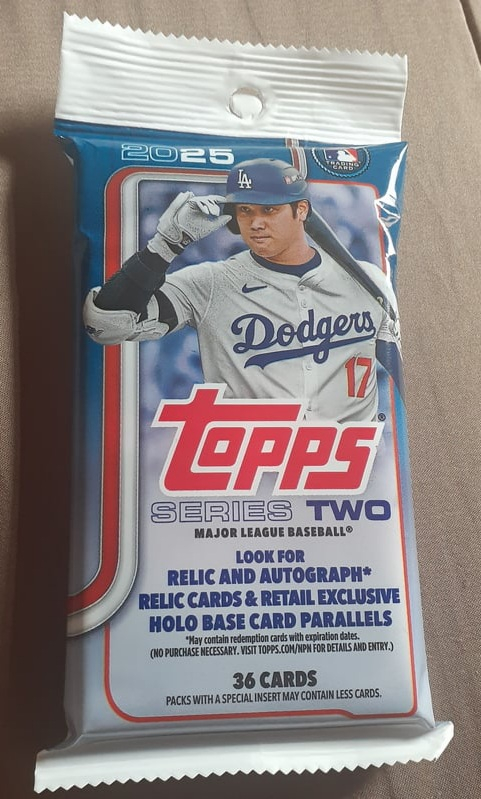 2025
TRADING CARD
LA
Dodgers
17
TOPPS®
SERIES TWO
MAJOR LEAGUE BASEBALL®
LOOK FOR
RELIC AND AUTOGRAPH*
RELIC CARDS & RETAIL EXCLUSIVE
HOLO BASE CARD PARALLELS
*May contain redemption cards with expiration dates.
(NO PURCHASE NECESSARY. VISIT TOPPS.COM/NPN FOR DETAILS AND ENTRY.)
36 CARDS
PACKS WITH A SPECIAL INSERT MAY CONTAIN LESS CARDS.